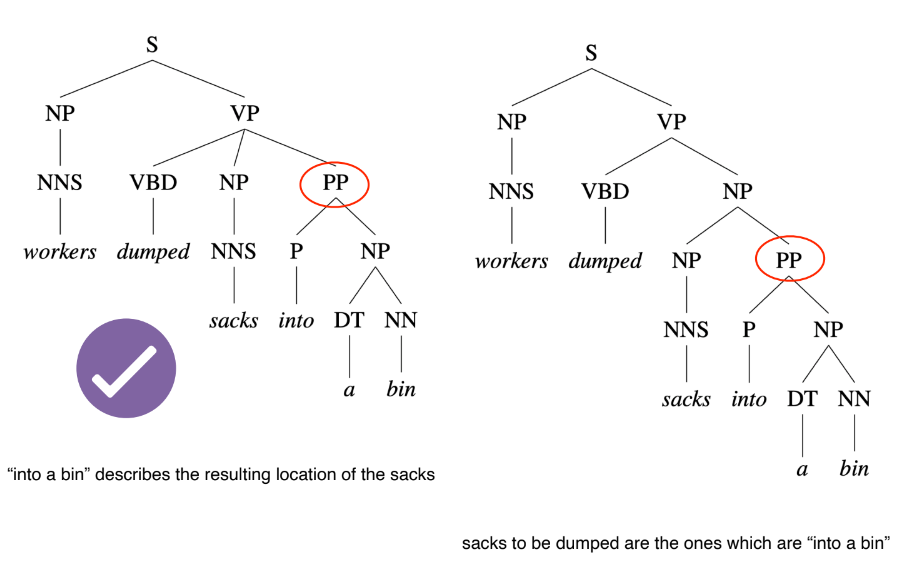 S
NP VP
NNS VBD NP PP
workers dumped NNS P NP
sacks into DT NN
a bin
“into a bin” describes the resulting location of the sacks
S
NP VP
NNS VBD NP
workers dumped NP PP
NNS P NP
sacks into DT NN
a bin
sacks to be dumped are the ones which are “into a bin”